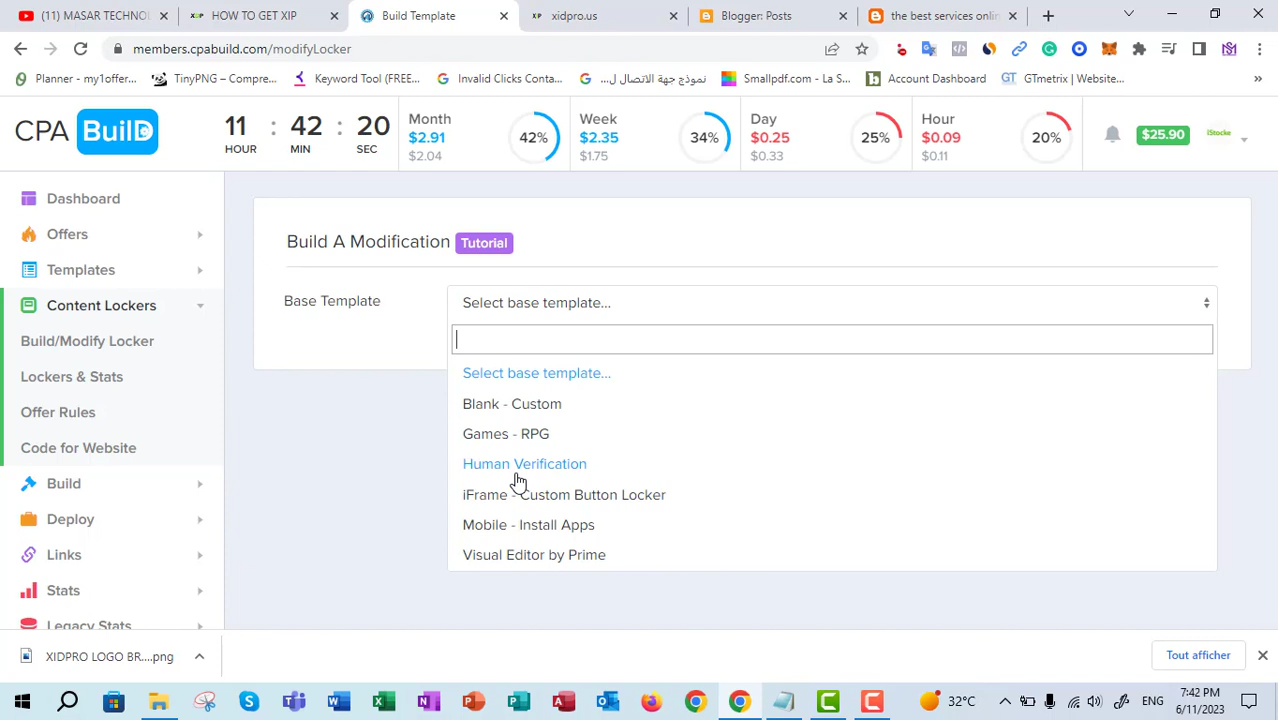 (11) MASAR TECHNOL
HOW TO GET XIP
Build Template
xidpro.us
Blogger: Posts
the best services onlin
members.cpabuild.com/modifyLocker
Planner - my1offer...
TinyPNG – Compre...
Keyword Tool (FREE...
Invalid Clicks Conta...
نموذج جهة الاتصال ل...
Smallpdf.com - La S...
Account Dashboard
GTmetrix | Website...
»
CPA Build
11 : 42 : 20
HOUR MIN SEC
Month
$2.91
$2.04
42%
Week
$2.35
$1.75
34%
Day
$0.25
$0.33
25%
Hour
$0.09
$0.11
20%
$25.90
iStocke
Dashboard
Offers
Templates
Content Lockers
Build/Modify Locker
Lockers & Stats
Offer Rules
Code for Website
Build
Deploy
Links
Stats
Legacy Stats
Build A Modification Tutorial
Base Template
Select base template...
Select base template...
Blank - Custom
Games - RPG
Human Verification
iFrame - Custom Button Locker
Mobile - Install Apps
Visual Editor by Prime
XIDPRO LOGO BR....png
Tout afficher
32°C
ENG
7:42 PM
6/11/2023